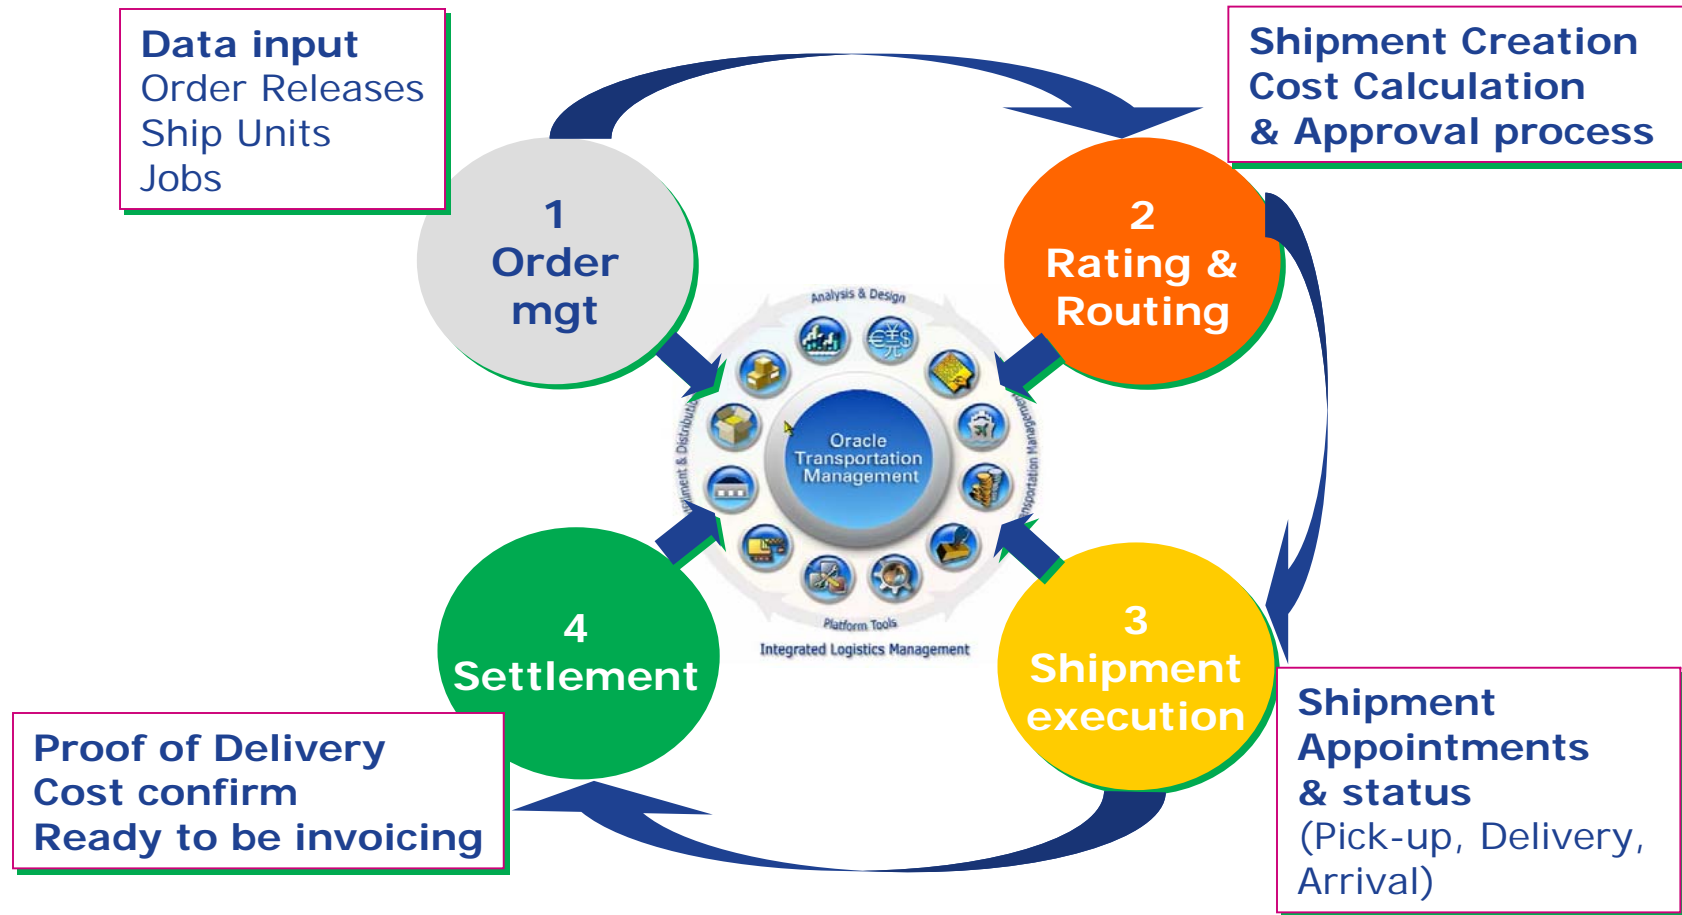 Data input
Order Releases
Ship Units
Jobs
Shipment Creation
Cost Calculation
& Approval process
1
Order
mgt
2
Rating &
Routing
Analysis & Design
Oracle
Transportation
Management
Platform Tools
Integrated Logistics Management
4
Settlement
3
Shipment
execution
Proof of Delivery
Cost confirm
Ready to be invoicing
Shipment
Appointments
& status
(Pick-up, Delivery,
Arrival)